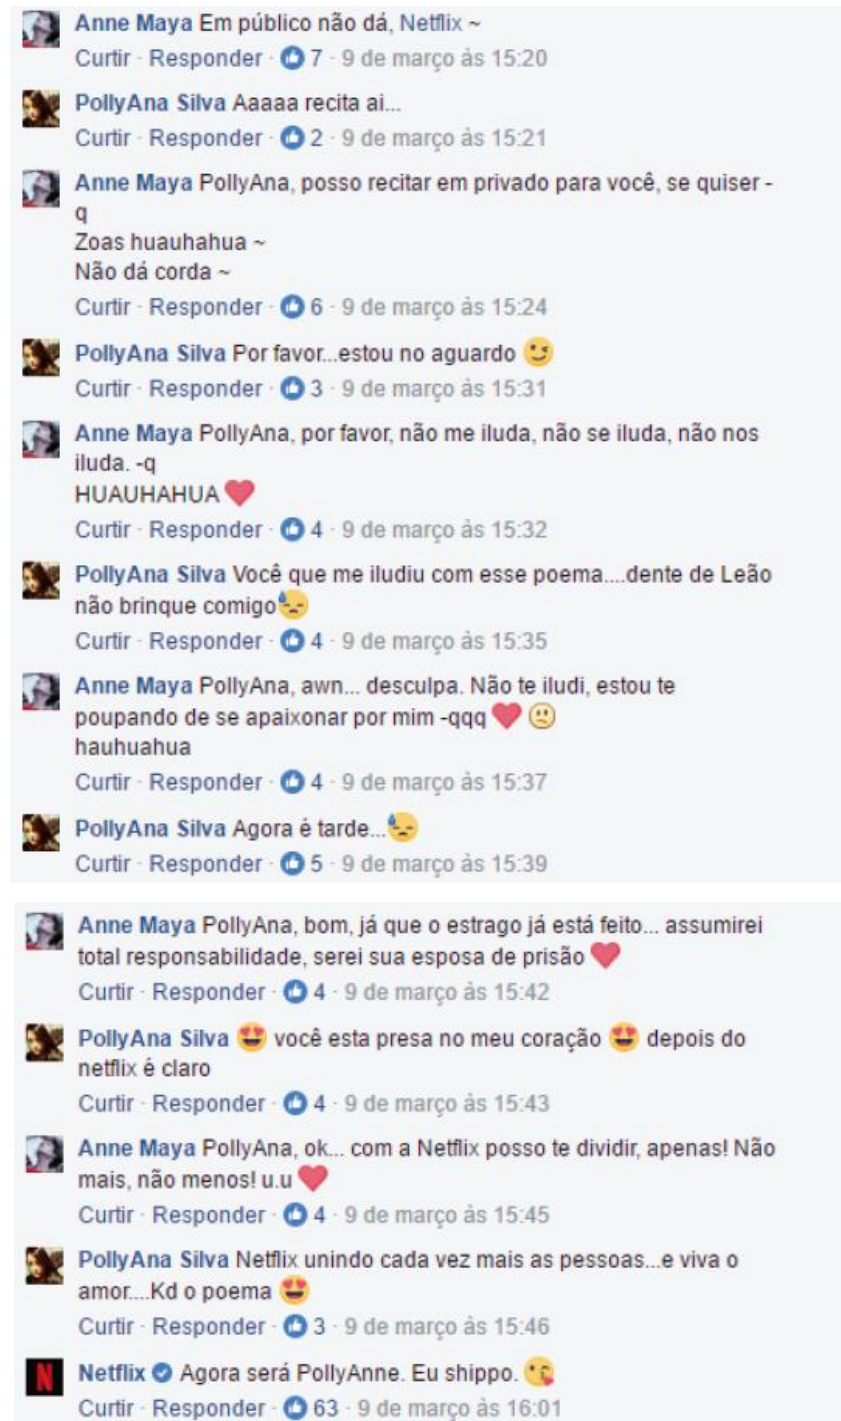 Anne Maya Em público não dá, Netflix ~
Curtir · Responder · 7 · 9 de março às 15:20
PollyAna Silva Aaaaa recita ai...
Curtir · Responder · 2 · 9 de março às 15:21
Anne Maya PollyAna, posso recitar em privado para você, se quiser -
q
Zoas huauhahua ~
Não dá corda ~
Curtir · Responder · 6 · 9 de março às 15:24
PollyAna Silva Por favor...estou no aguardo 😉
Curtir · Responder · 3 · 9 de março às 15:31
Anne Maya PollyAna, por favor, não me iluda, não se iluda, não nos
iluda. -q
HUAUHAHUA ❤
Curtir · Responder · 4 · 9 de março às 15:32
PollyAna Silva Você que me iludiu com esse poema....dente de Leão
não brinque comigo😓
Curtir · Responder · 4 · 9 de março às 15:35
Anne Maya PollyAna, awn... desculpa. Não te iludi, estou te
poupando de se apaixonar por mim -qqq ❤ 🙁
hauhuahua
Curtir · Responder · 4 · 9 de março às 15:37
PollyAna Silva Agora é tarde...😓
Curtir · Responder · 5 · 9 de março às 15:39
Anne Maya PollyAna, bom, já que o estrago já está feito... assumirei
total responsabilidade, serei sua esposa de prisão ❤
Curtir · Responder · 4 · 9 de março às 15:42
PollyAna Silva 😍 você esta presa no meu coração 😍 depois do
netflix é claro
Curtir · Responder · 4 · 9 de março às 15:43
Anne Maya PollyAna, ok... com a Netflix posso te dividir, apenas! Não
mais, não menos! u.u ❤
Curtir · Responder · 4 · 9 de março às 15:45
PollyAna Silva Netflix unindo cada vez mais as pessoas...e viva o
amor....Kd o poema 😍
Curtir · Responder · 3 · 9 de março às 15:46
N
Netflix Agora será PollyAnne. Eu shippo. 😘
Curtir · Responder · 63 · 9 de março às 16:01